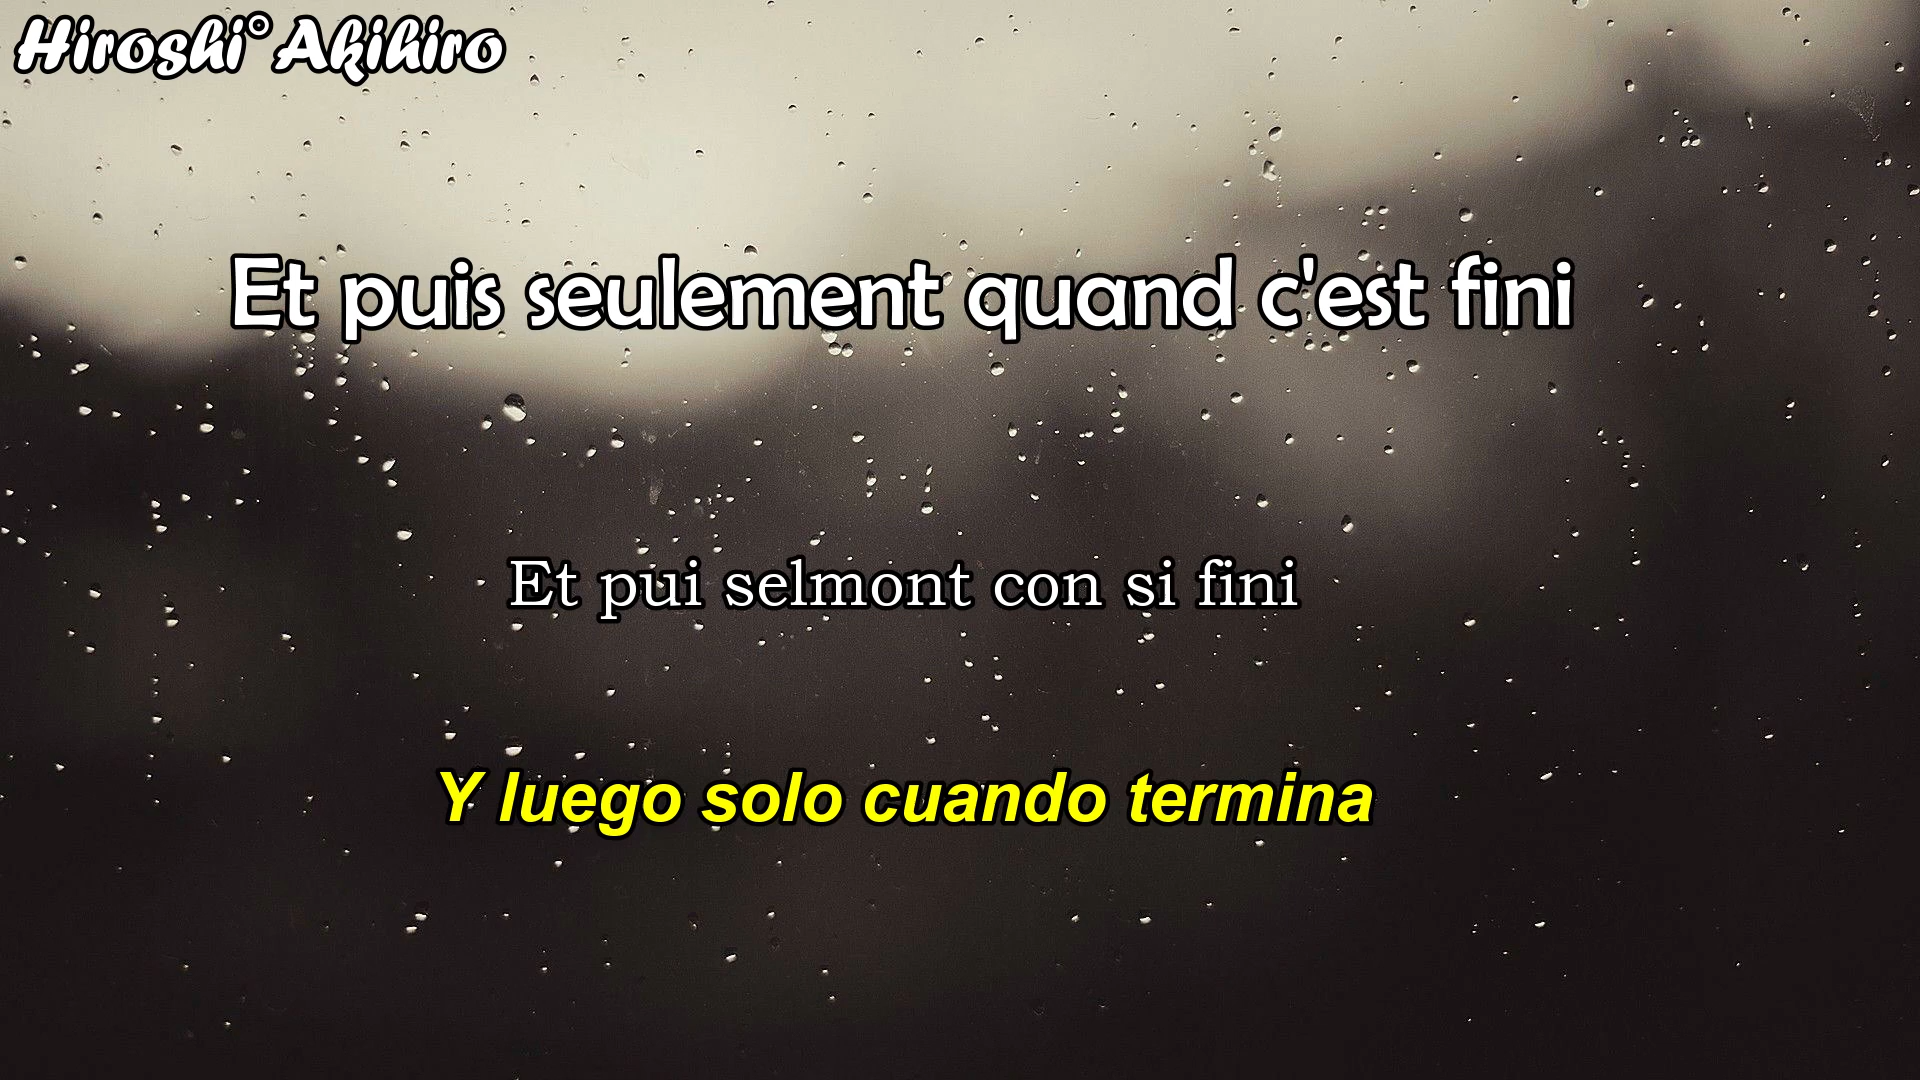 Hiroshi° Akihiro
Et puis seulement quand c'est fini
Et pui selmont con si fini
Y luego solo cuando termina